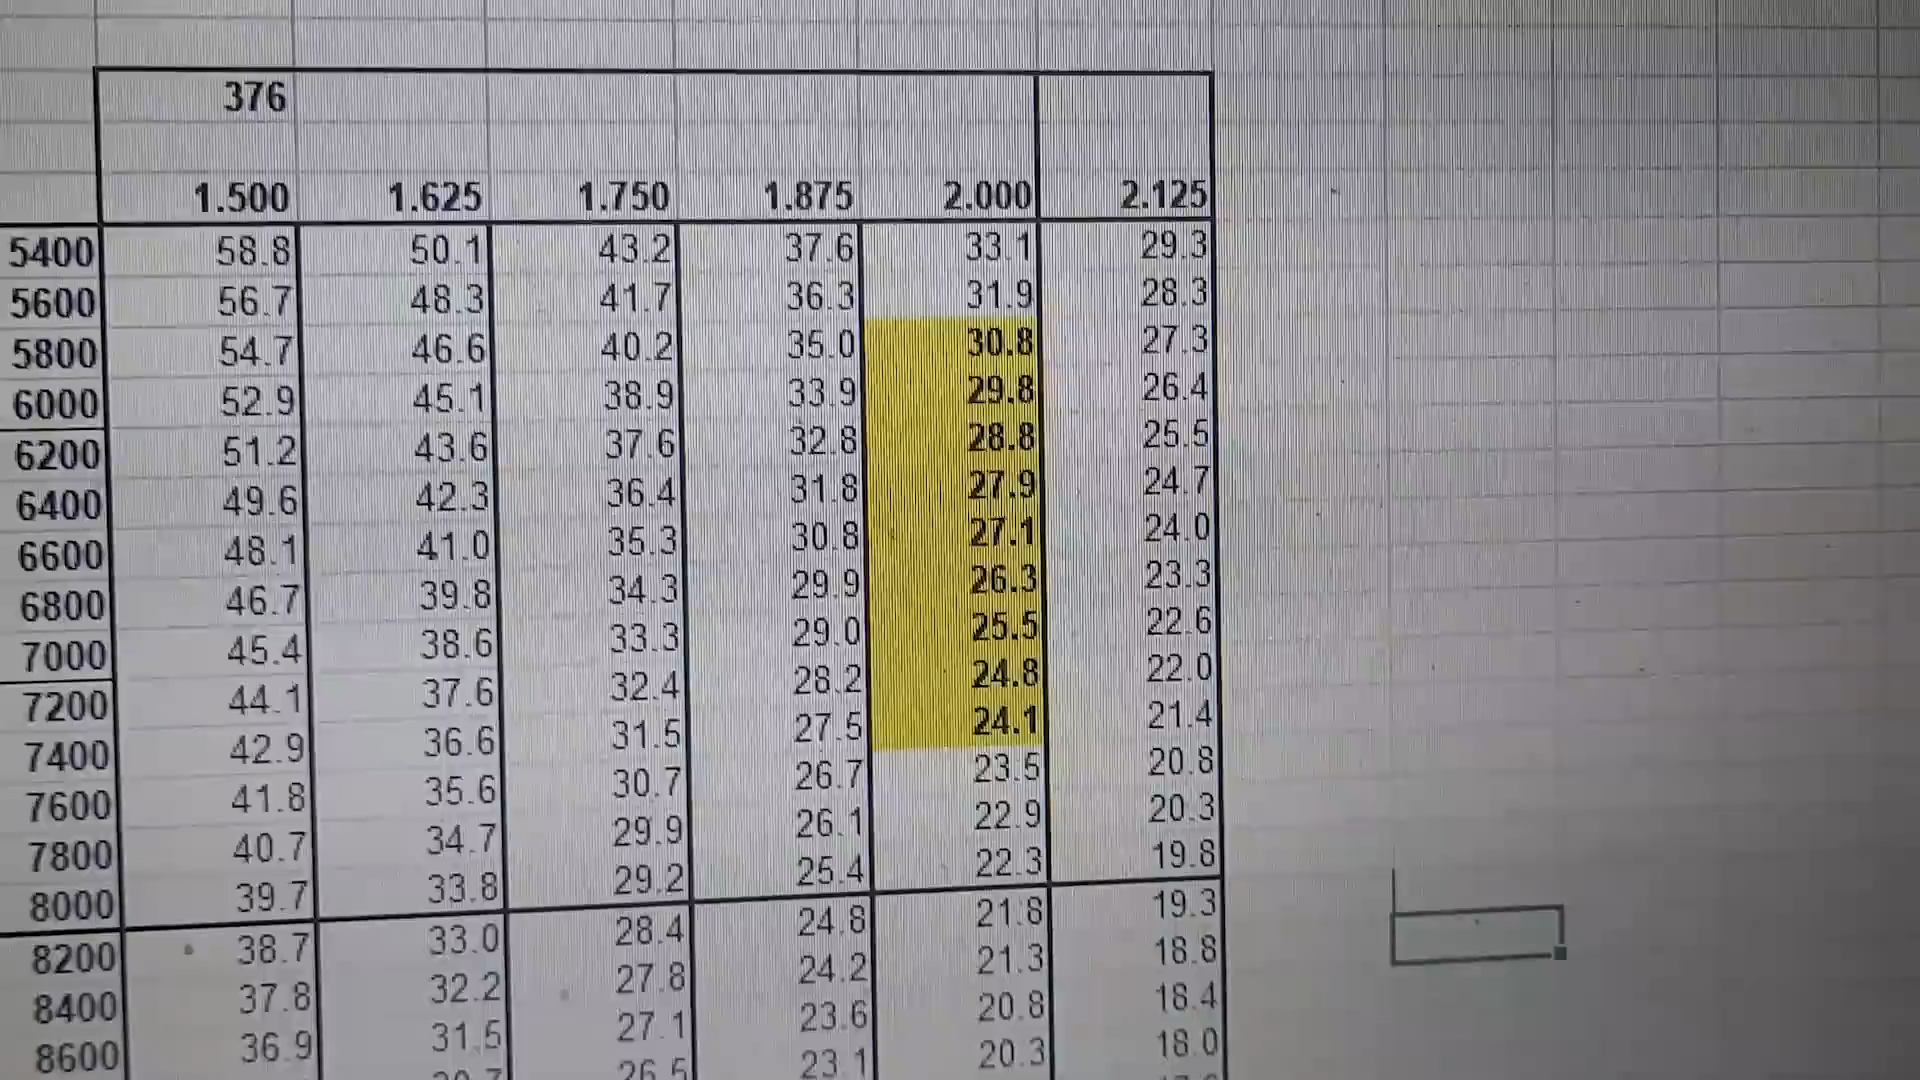 376
1.500 1.625 1.750 1.875 2.000 2.125
5400 58.8 50.1 43.2 37.6 33.1 29.3
5600 56.7 48.3 41.7 36.3 31.9 28.3
5800 54.7 46.6 40.2 35.0 30.8 27.3
6000 52.9 45.1 38.9 33.9 29.8 26.4
6200 51.2 43.6 37.6 32.8 28.8 25.5
6400 49.6 42.3 36.4 31.8 27.9 24.7
6600 48.1 41.0 35.3 30.8 27.1 24.0
6800 46.7 39.8 34.3 29.9 26.3 23.3
7000 45.4 38.6 33.3 29.0 25.5 22.6
7200 44.1 37.6 32.4 28.2 24.8 22.0
7400 42.9 36.6 31.5 27.5 24.1 21.4
7600 41.8 35.6 30.7 26.7 23.5 20.8
7800 40.7 34.7 29.9 26.1 22.9 20.3
8000 39.7 33.8 29.2 25.4 22.3 19.8
8200 38.7 33.0 28.4 24.8 21.8 19.3
8400 37.8 32.2 27.8 24.2 21.3 18.8
8600 36.9 31.5 27.1 23.6 20.8 18.4
26.5 23.1 20.3 18.0